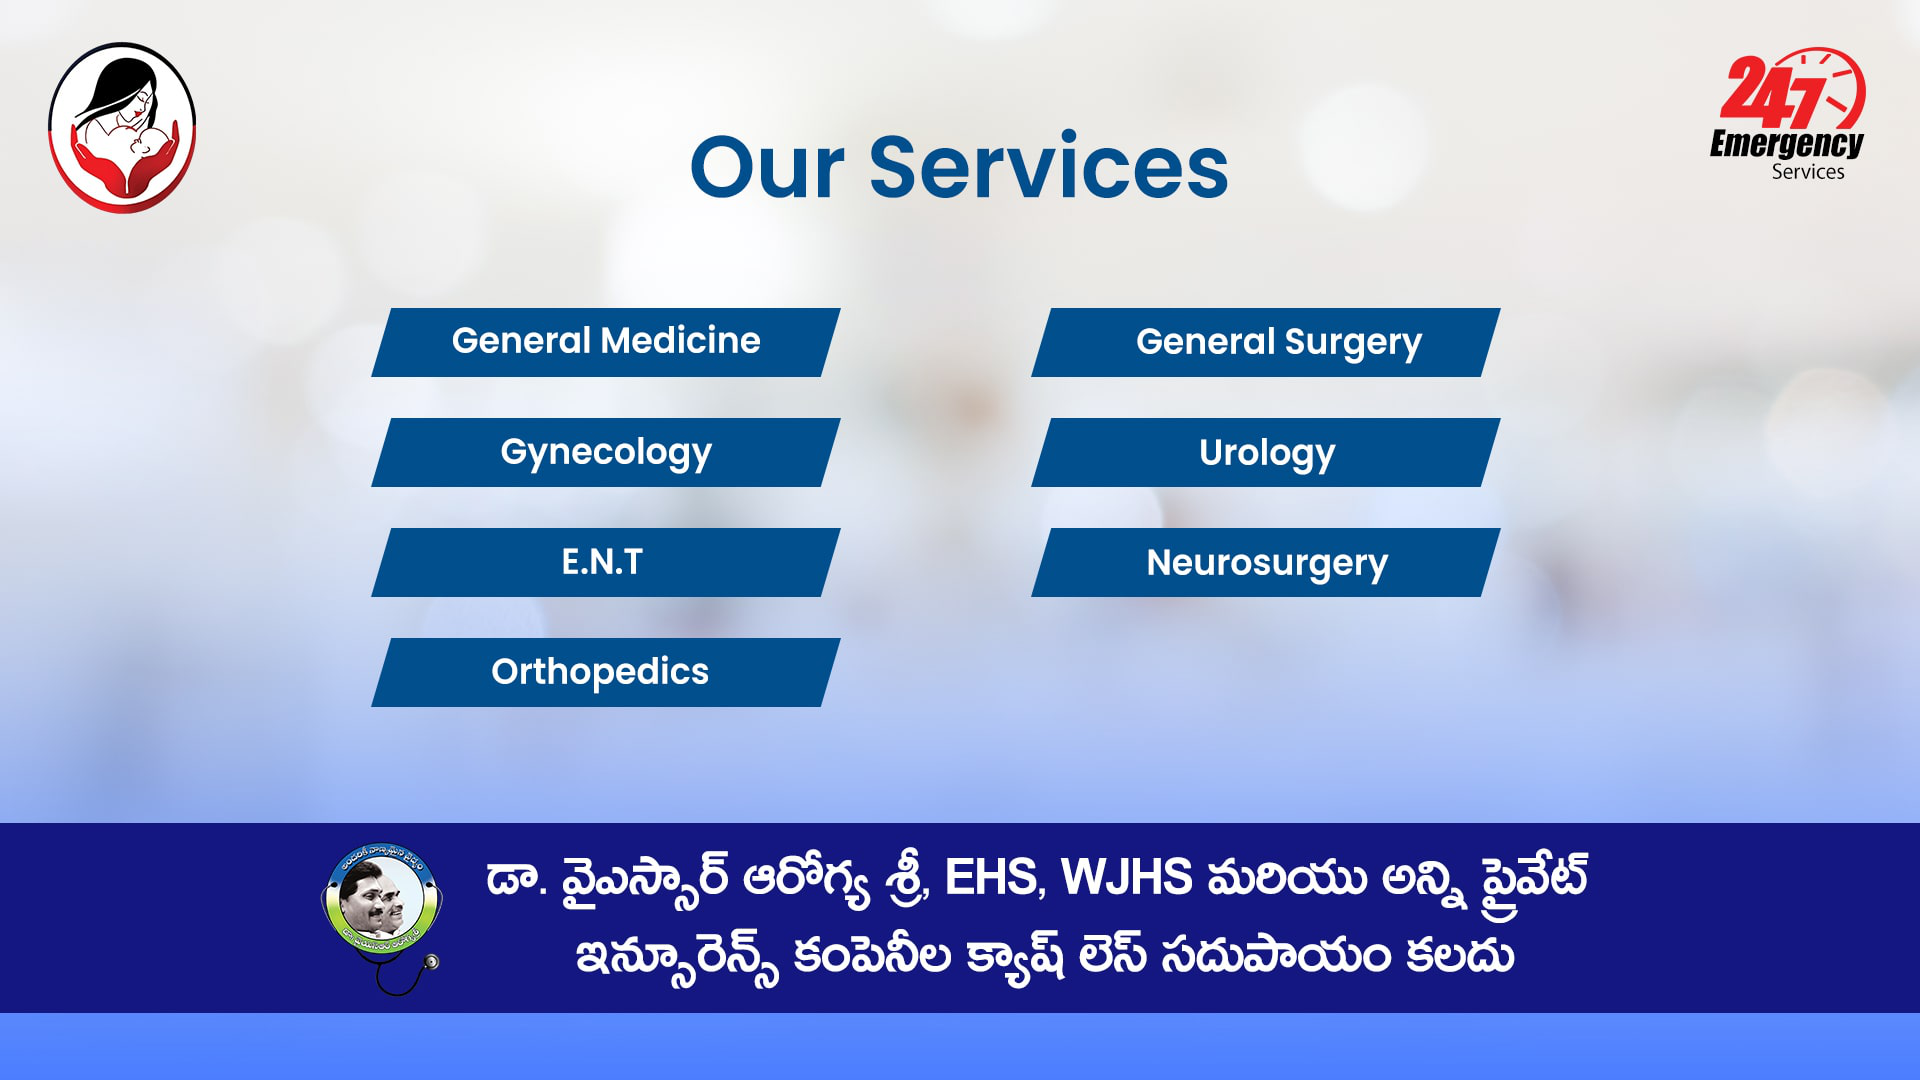 24/7
Emergency
Services
Our Services
General Medicine
General Surgery
Gynecology
Urology
E.N.T
Neurosurgery
Orthopedics
డా. వైఎస్సార్ ఆరోగ్య శ్రీ, EHS, WJHS మరియు అన్ని ప్రైవేట్
ఇన్సూరెన్స్ కంపెనీల క్యాష్ లెస్ సదుపాయం కలదు